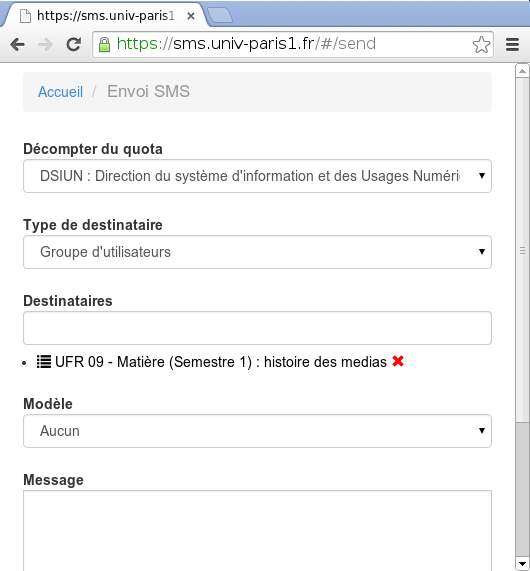 https://sms.univ-paris1
https://sms.univ-paris1.fr/#/send
Accueil / Envoi SMS
Décompter du quota
DSIUN : Direction du système d'information et des Usages Numéri
Type de destinataire
Groupe d'utilisateurs
Destinataires
UFR 09 - Matière (Semestre 1) : histoire des medias
Modèle
Aucun
Message